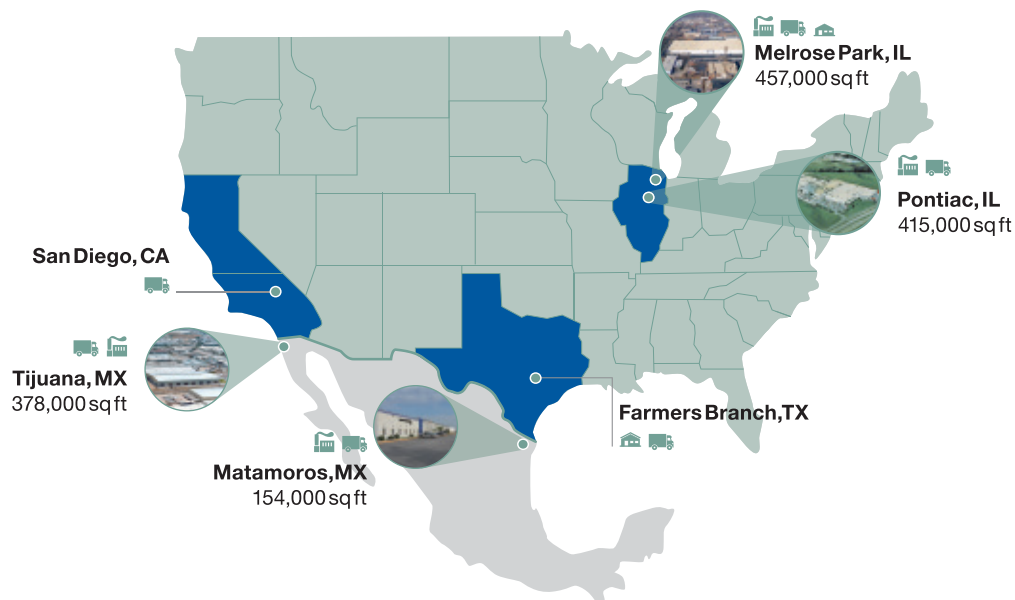 Melrose Park, IL
457,000 sq ft
Pontiac, IL
415,000 sq ft
San Diego, CA
Tijuana, MX
378,000 sq ft
Farmers Branch, TX
Matamoros, MX
154,000 sq ft